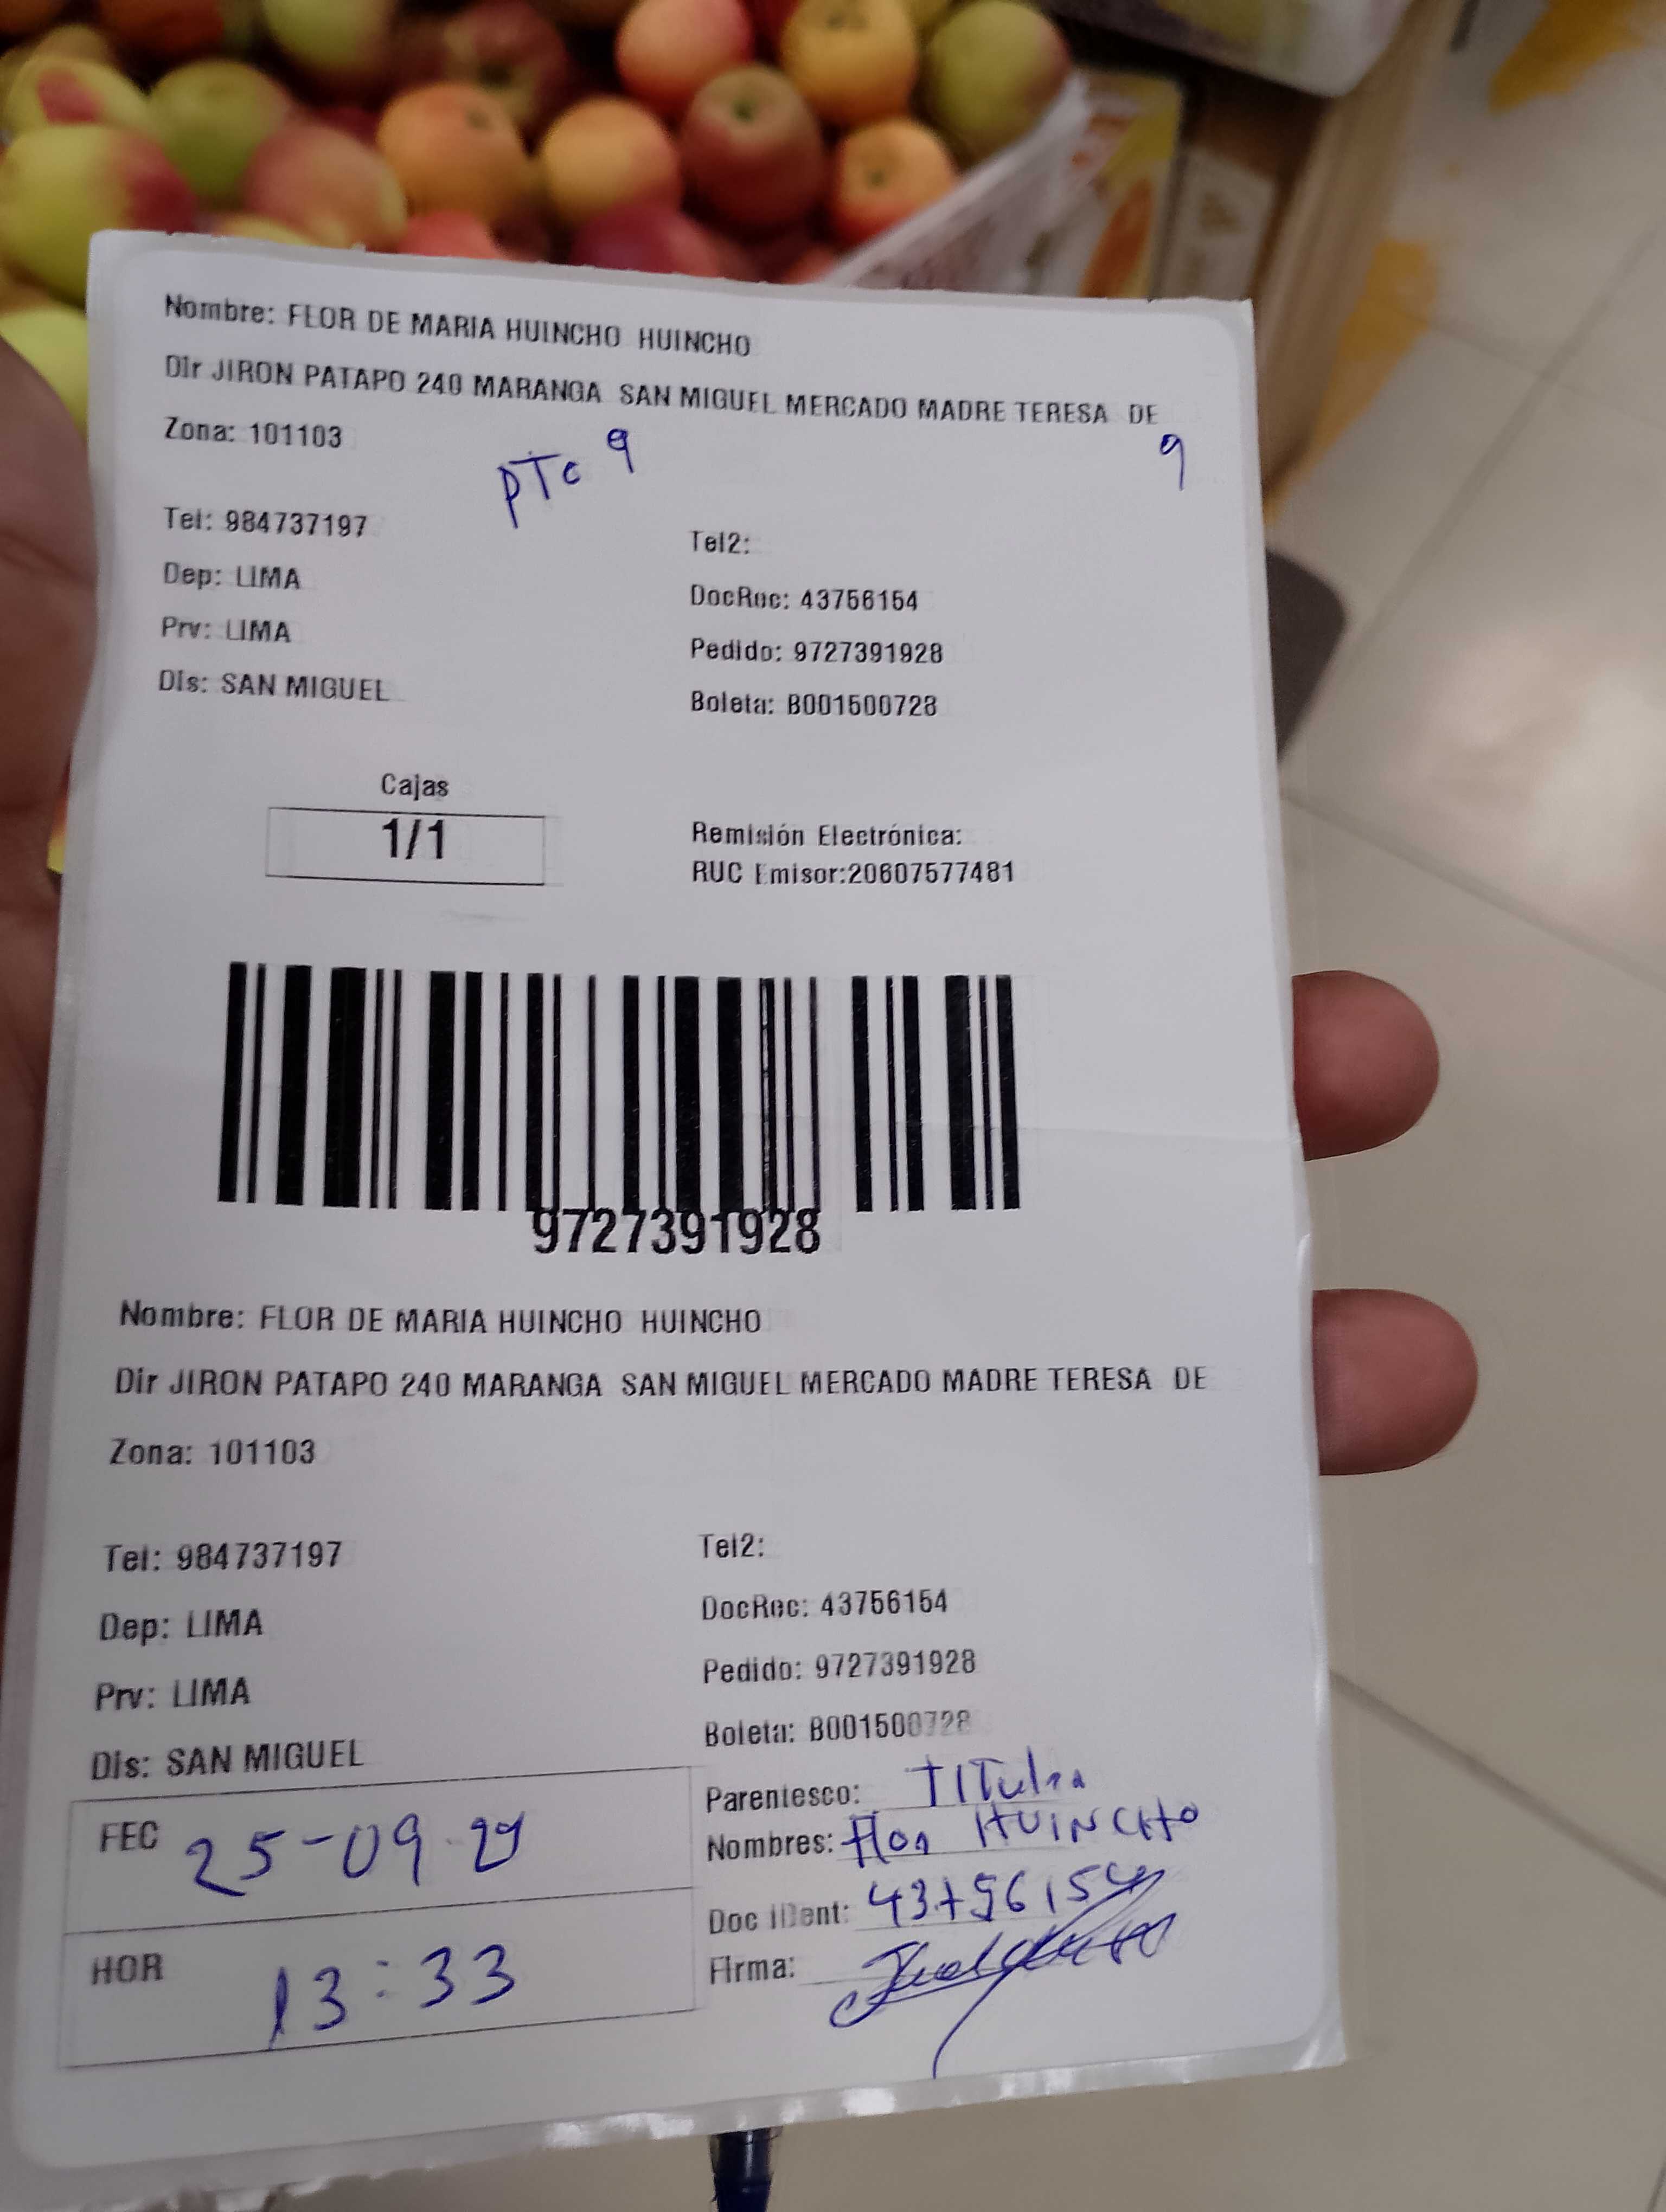 Nombre: FLOR DE MARIA HUINCHO HUINCHO
Dir JIRON PATAPO 240 MARANGA SAN MIGUEL MERCADO MADRE TERESA DE
Zona: 101103
PTO 9
9
Tel: 984737197
Tel2:
Dep: LIMA
DocRec: 43756154
Prv: LIMA
Pedido: 9727391928
Dis: SAN MIGUEL
Boleta: B001500728
Cajas
1/1
Remisión Electrónica:
RUC Emisor:20607577481
9727391928
Nombre: FLOR DE MARIA HUINCHO HUINCHO
Dir JIRON PATAPO 240 MARANGA SAN MIGUEL MERCADO MADRE TERESA DE
Zona: 101103
Tel: 984737197
Tel2:
Dep: LIMA
DocRec: 43756154
Prv: LIMA
Pedido: 9727391928
Dis: SAN MIGUEL
Boleta: B001500728
FEC 25-09-24
Parentesco: TITular
Nombres: Flor HUINCHO
Doc IDent: 43756154
HOR 13:33
Firma: